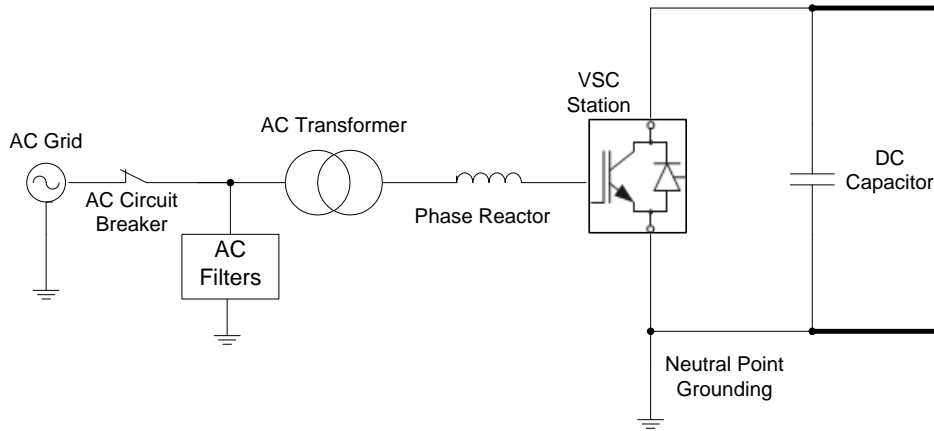 AC Grid
AC Circuit
Breaker
AC
Filters
AC Transformer
Phase Reactor
VSC
Station
DC
Capacitor
Neutral Point
Grounding